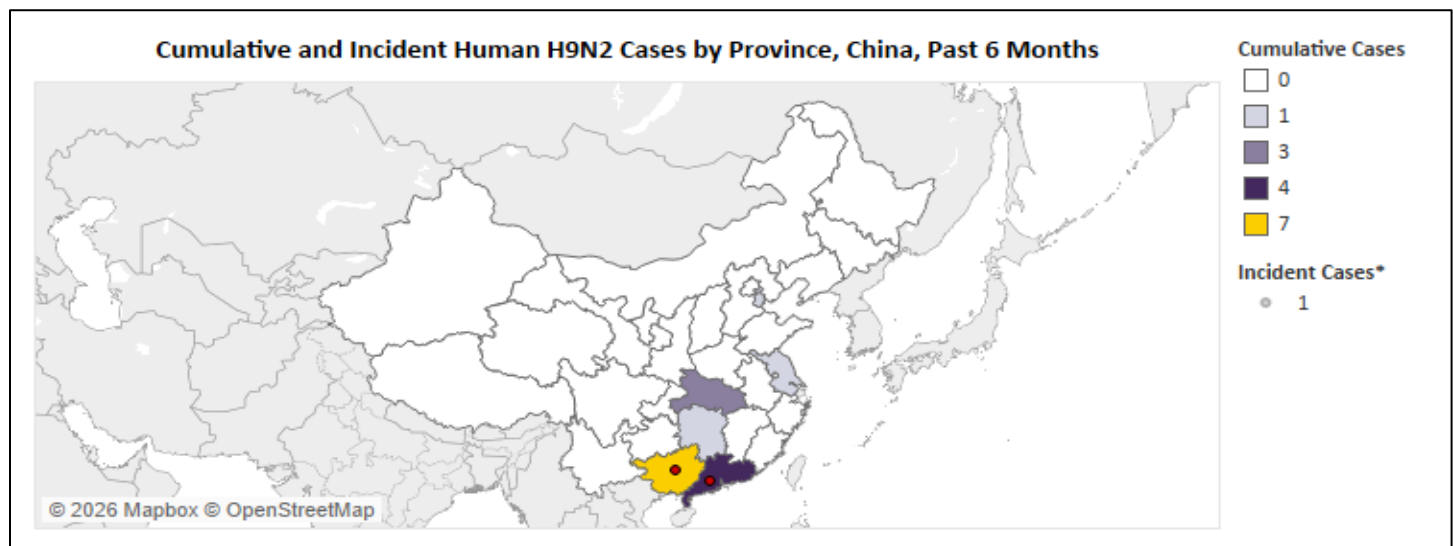 Cumulative and Incident Human H9N2 Cases by Province, China, Past 6 Months
Cumulative Cases
0
1
3
4
7
Incident Cases*
1
© 2026 Mapbox © OpenStreetMap